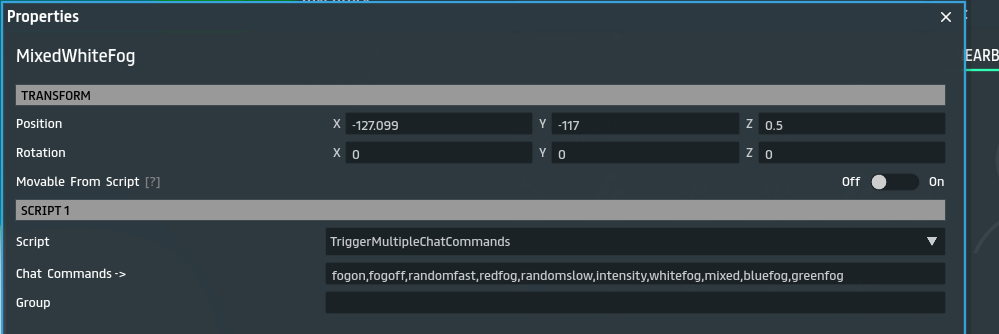 Properties
MixedWhiteFog
TRANSFORM
Position X -127.099 Y -117 Z 0.5
Rotation X 0 Y 0 Z 0
Movable From Script [?] Off On
SCRIPT 1
Script TriggerMultipleChatCommands
Chat Commands -> fogon,fogoff,randomfast,redfog,randomslow,intensity,whitefog,mixed,bluefog,greenfog
Group
EARB